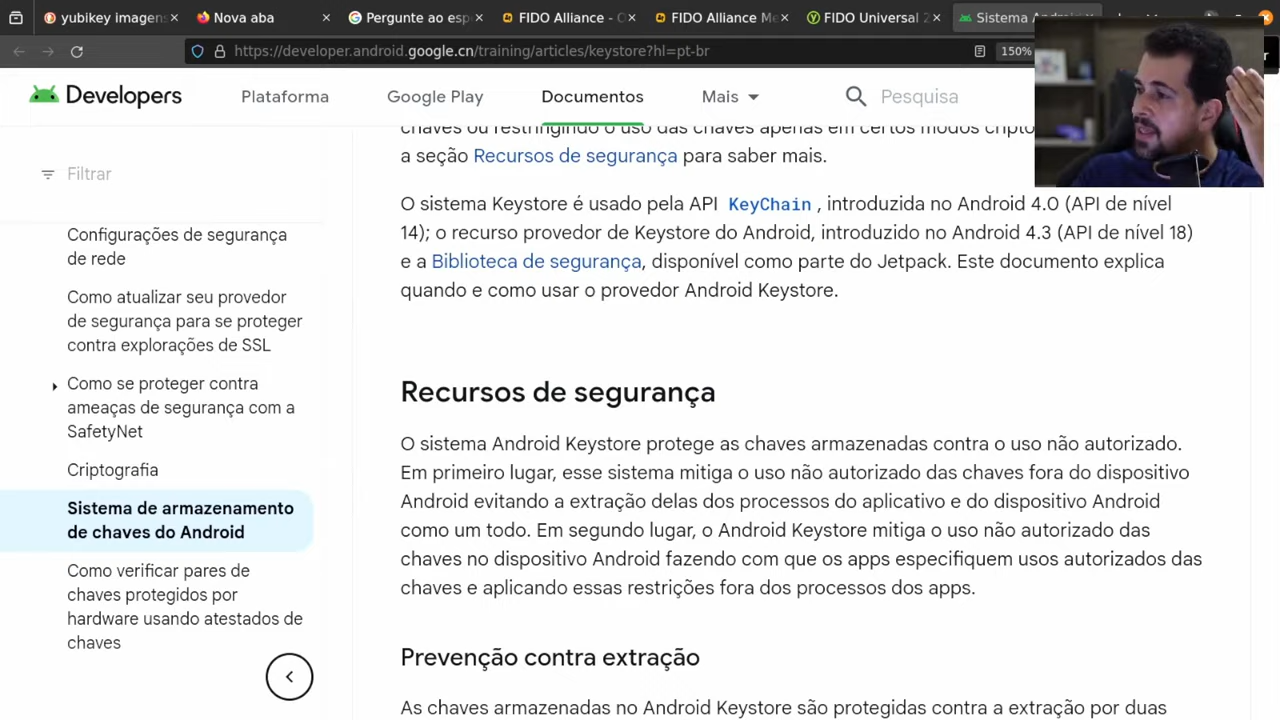 yubikey imagens
Nova aba
Pergunte ao esp
FIDO Alliance - O
FIDO Alliance Me
FIDO Universal 2
Sistema Android
https://developer.android.google.cn/training/articles/keystore?hl=pt-br
150%
Developers
Plataforma
Google Play
Documentos
Mais
Pesquisa
Filtrar
Configurações de segurança
de rede
Como atualizar seu provedor
de segurança para se proteger
contra explorações de SSL
Como se proteger contra
ameaças de segurança com a
SafetyNet
Criptografia
Sistema de armazenamento
de chaves do Android
Como verificar pares de
chaves protegidos por
hardware usando atestados de
chaves
chaves ou restringindo o uso das chaves apenas em certos modos cripto
a seção Recursos de segurança para saber mais.
O sistema Keystore é usado pela API KeyChain , introduzida no Android 4.0 (API de nível
14); o recurso provedor de Keystore do Android, introduzido no Android 4.3 (API de nível 18)
e a Biblioteca de segurança, disponível como parte do Jetpack. Este documento explica
quando e como usar o provedor Android Keystore.
Recursos de segurança
O sistema Android Keystore protege as chaves armazenadas contra o uso não autorizado.
Em primeiro lugar, esse sistema mitiga o uso não autorizado das chaves fora do dispositivo
Android evitando a extração delas dos processos do aplicativo e do dispositivo Android
como um todo. Em segundo lugar, o Android Keystore mitiga o uso não autorizado das
chaves no dispositivo Android fazendo com que os apps especifiquem usos autorizados das
chaves e aplicando essas restrições fora dos processos dos apps.
Prevenção contra extração
As chaves armazenadas no Android Keystore são protegidas contra a extração por duas